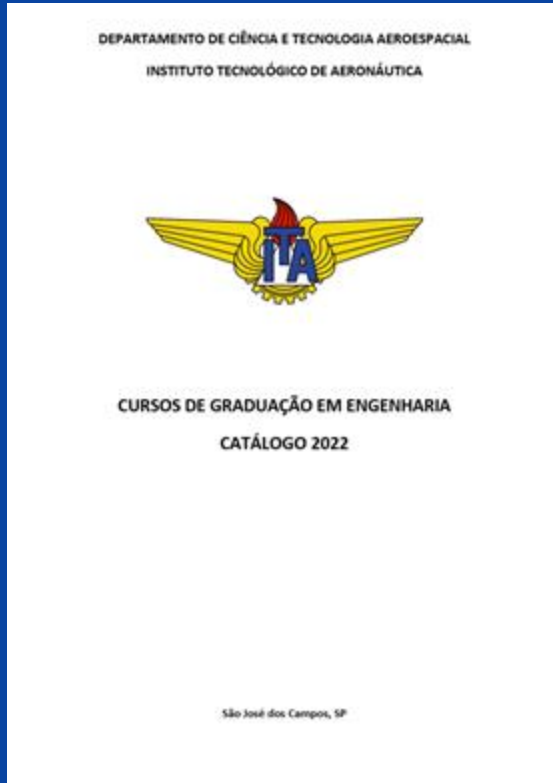 DEPARTAMENTO DE CIÊNCIA E TECNOLOGIA AEROESPACIAL
INSTITUTO TECNOLÓGICO DE AERONÁUTICA
ITA
CURSOS DE GRADUAÇÃO EM ENGENHARIA
CATÁLOGO 2022
São José dos Campos, SP